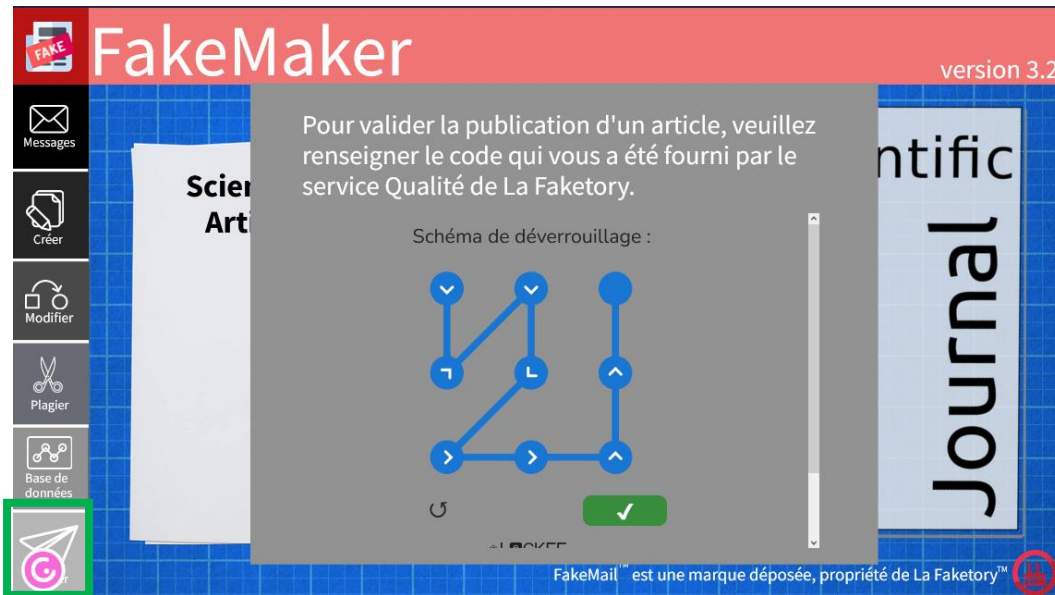 FAKE
FakeMaker
version 3.2
Messages
Créer
Modifier
Plagier
Base de
données
Scien
Arti
Pour valider la publication d'un article, veuillez
renseigner le code qui vous a été fourni par le
service Qualité de La Faketory.
Schéma de déverrouillage :
ntific
Journal
FakeMail™ est une marque déposée, propriété de La Faketory™